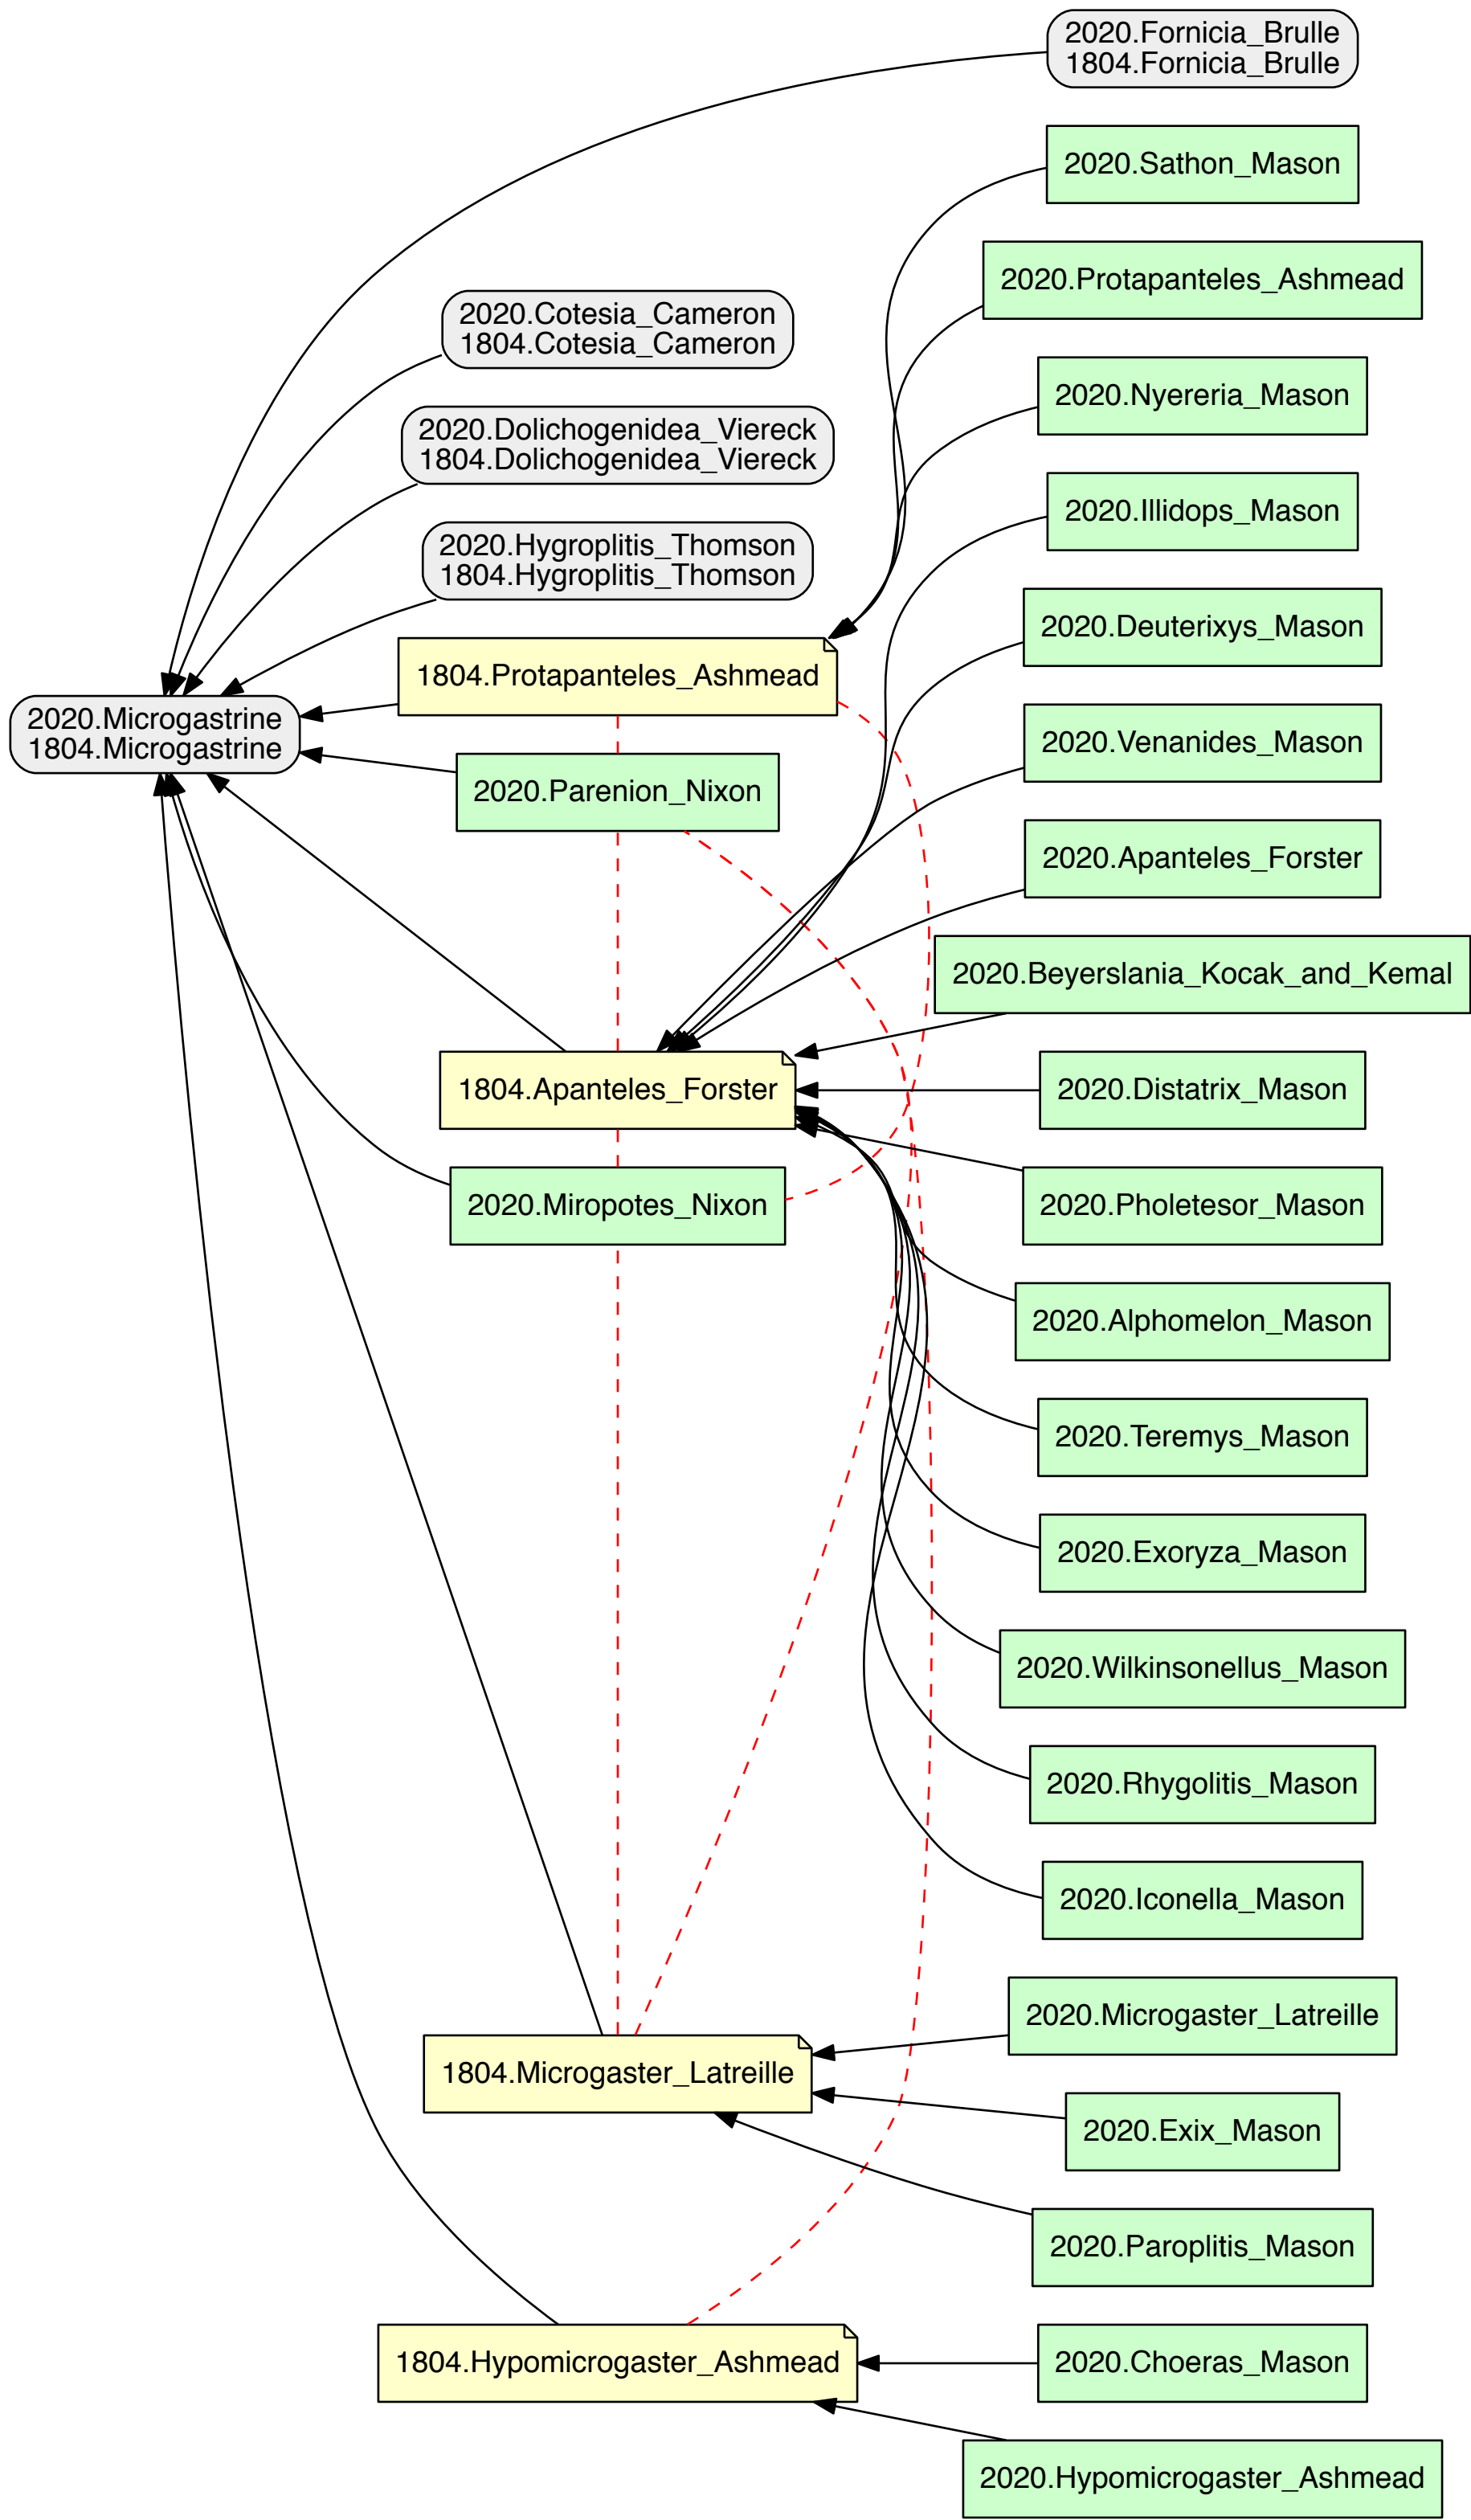 2020.Fornicia_Brulle
1804.Fornicia_Brulle
2020.Sathon_Mason
2020.Protapanteles_Ashmead
2020.Cotesia_Cameron
1804.Cotesia_Cameron
2020.Nyereria_Mason
2020.Dolichogenidea_Viereck
1804.Dolichogenidea_Viereck
2020.Illidops_Mason
2020.Hygroplitis_Thomson
1804.Hygroplitis_Thomson
2020.Deuterixys_Mason
1804.Protapanteles_Ashmead
2020.Microgastrine
1804.Microgastrine
2020.Venanides_Mason
2020.Parenion_Nixon
2020.Apanteles_Forster
2020.Beyerslania_Kocak_and_Kemal
1804.Apanteles_Forster
2020.Distatrix_Mason
2020.Miropotes_Nixon
2020.Pholetesor_Mason
2020.Alphomelon_Mason
2020.Teremys_Mason
2020.Exoryza_Mason
2020.Wilkinsonellus_Mason
2020.Rhygolitis_Mason
2020.Iconella_Mason
2020.Microgaster_Latreille
1804.Microgaster_Latreille
2020.Exix_Mason
2020.Paroplitis_Mason
1804.Hypomicrogaster_Ashmead
2020.Choeras_Mason
2020.Hypomicrogaster_Ashmead